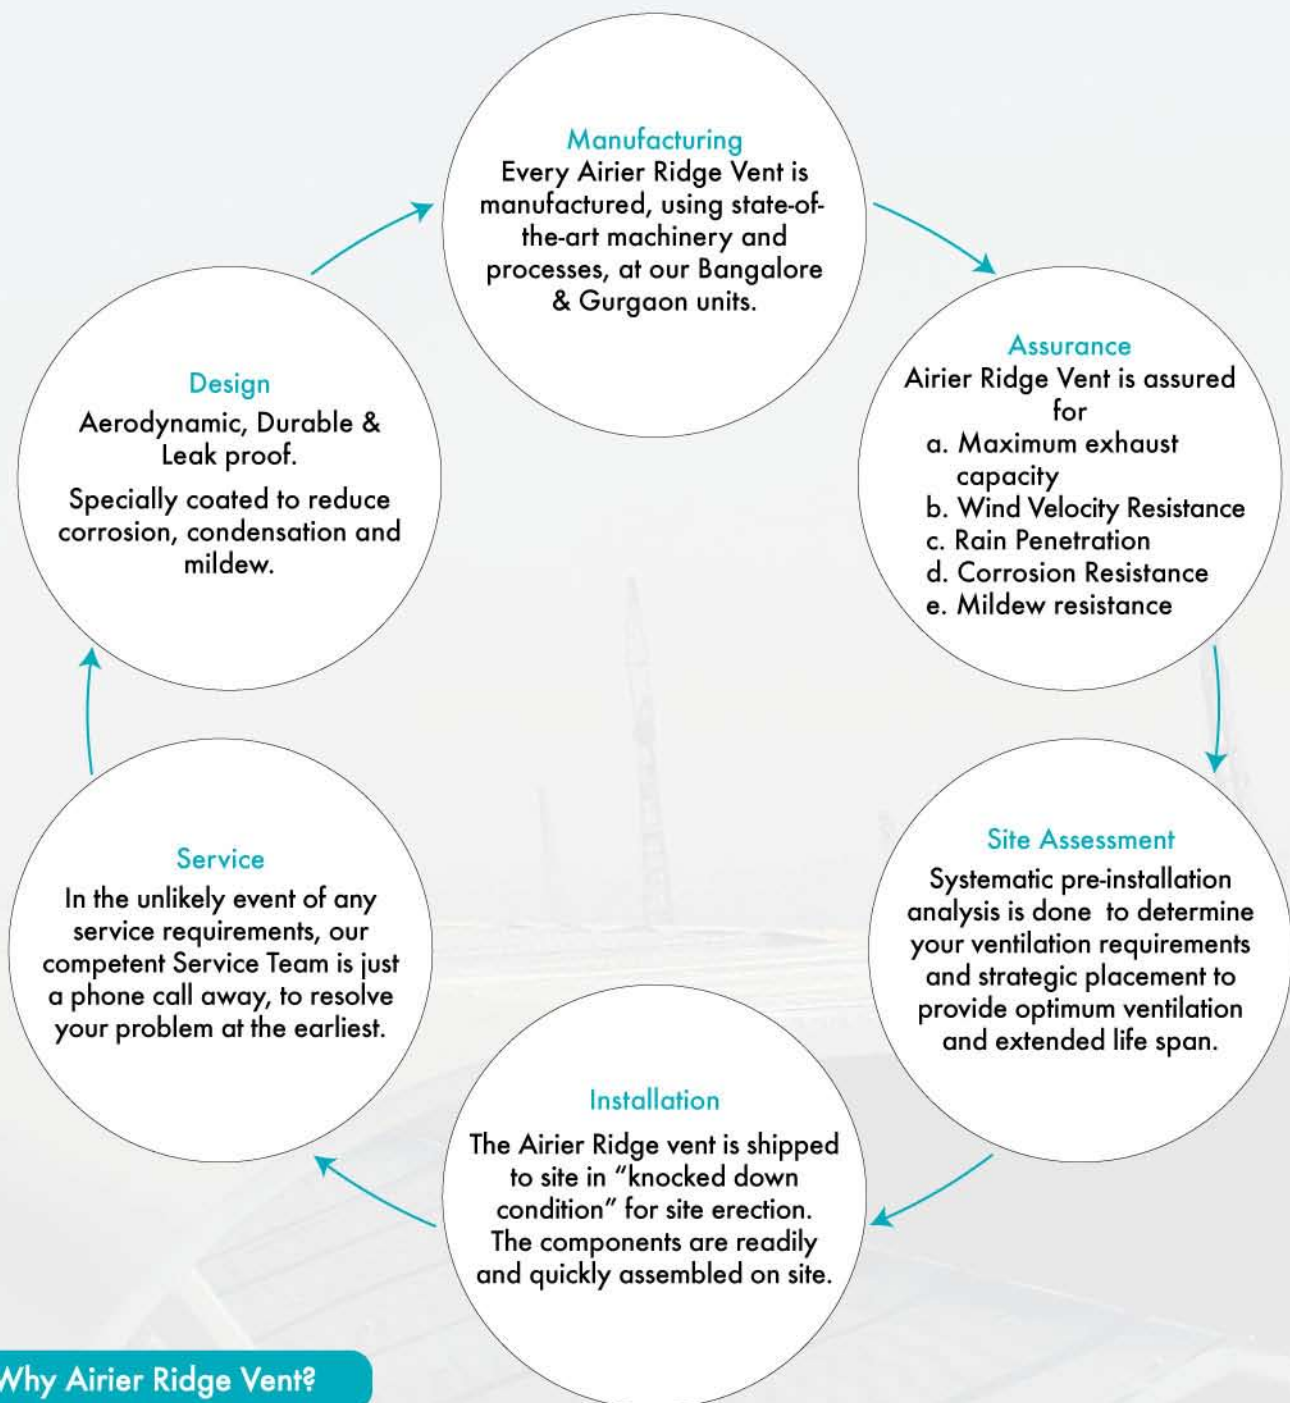 Manufacturing
Every Airier Ridge Vent is
manufactured, using state-of-
the-art machinery and
processes, at our Bangalore
& Gurgaon units.
Assurance
Airier Ridge Vent is assured
for
a. Maximum exhaust
capacity
b. Wind Velocity Resistance
c. Rain Penetration
d. Corrosion Resistance
e. Mildew resistance
Site Assessment
Systematic pre-installation
analysis is done to determine
your ventilation requirements
and strategic placement to
provide optimum ventilation
and extended life span.
Installation
The Airier Ridge vent is shipped
to site in “knocked down
condition” for site erection.
The components are readily
and quickly assembled on site.
Service
In the unlikely event of any
service requirements, our
competent Service Team is just
a phone call away, to resolve
your problem at the earliest.
Design
Aerodynamic, Durable &
Leak proof.
Specially coated to reduce
corrosion, condensation and
mildew.
Why Airier Ridge Vent?